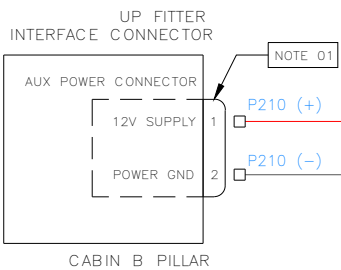 UP FITTER
INTERFACE CONNECTOR
NOTE 01
AUX POWER CONNECTOR
P210 (+)
12V SUPPLY 1
P210 (-)
POWER GND 2
CABIN B PILLAR